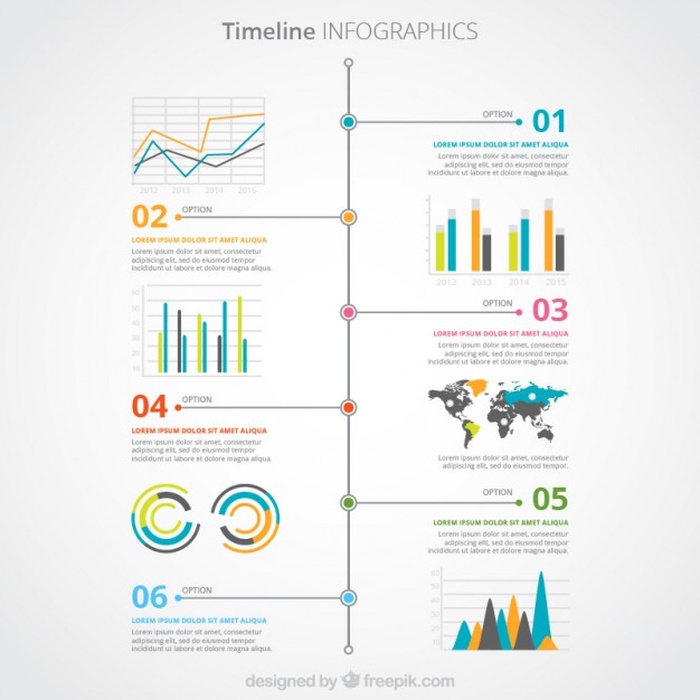 Timeline INFOGRAPHICS
OPTION 01
LOREM IPSUM DOLOR SIT AMET ALIQUA
Lorem ipsum dolor sit amet, consectetur
adipiscing elit, sed do eiusmod tempor
incididunt ut labore et dolore magna aliqua.
2012 2013 2014 2015
02 OPTION
LOREM IPSUM DOLOR SIT AMET ALIQUA
Lorem ipsum dolor sit amet, consectetur
adipiscing elit, sed do eiusmod tempor
incididunt ut labore et dolore magna aliqua.
2012 2013 2014 2015
OPTION 03
LOREM IPSUM DOLOR SIT AMET ALIQUA
Lorem ipsum dolor sit amet, consectetur
adipiscing elit, sed do eiusmod tempor
incididunt ut labore et dolore magna aliqua.
60
50
40
30
20
10
04 OPTION
LOREM IPSUM DOLOR SIT AMET ALIQUA
Lorem ipsum dolor sit amet, consectetur
adipiscing elit, sed do eiusmod tempor
incididunt ut labore et dolore magna aliqua.
Lorem ipsum dolor sit amet, consectetur
adipiscing elit, sed do eiusmod tempor.
OPTION 05
LOREM IPSUM DOLOR SIT AMET ALIQUA
Lorem ipsum dolor sit amet, consectetur
adipiscing elit, sed do eiusmod tempor
incididunt ut labore et dolore magna aliqua.
60
50
40
30
20
10
06 OPTION
LOREM IPSUM DOLOR SIT AMET ALIQUA
Lorem ipsum dolor sit amet, consectetur
adipiscing elit, sed do eiusmod tempor
incididunt ut labore et dolore magna aliqua.
designed by freepik.com